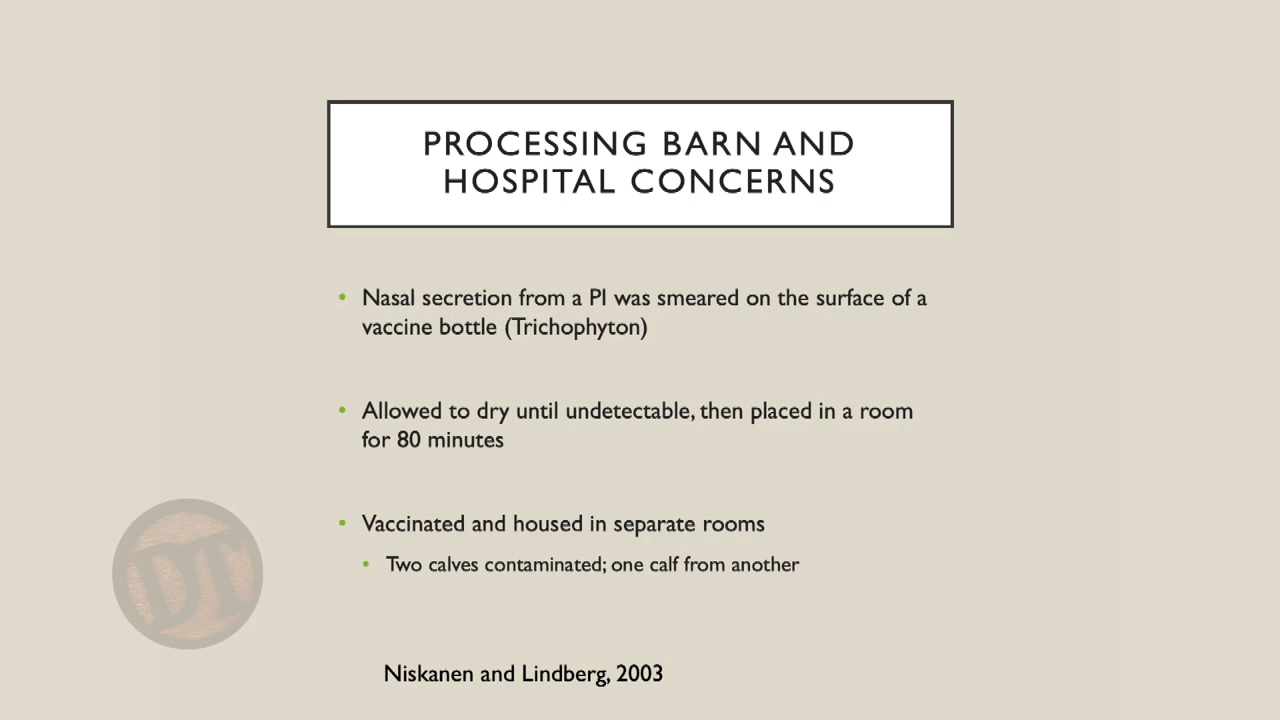 PROCESSING BARN AND
HOSPITAL CONCERNS
• Nasal secretion from a PI was smeared on the surface of a
vaccine bottle (Trichophyton)
• Allowed to dry until undetectable, then placed in a room
for 80 minutes
• Vaccinated and housed in separate rooms
• Two calves contaminated; one calf from another
DT
Niskanen and Lindberg, 2003